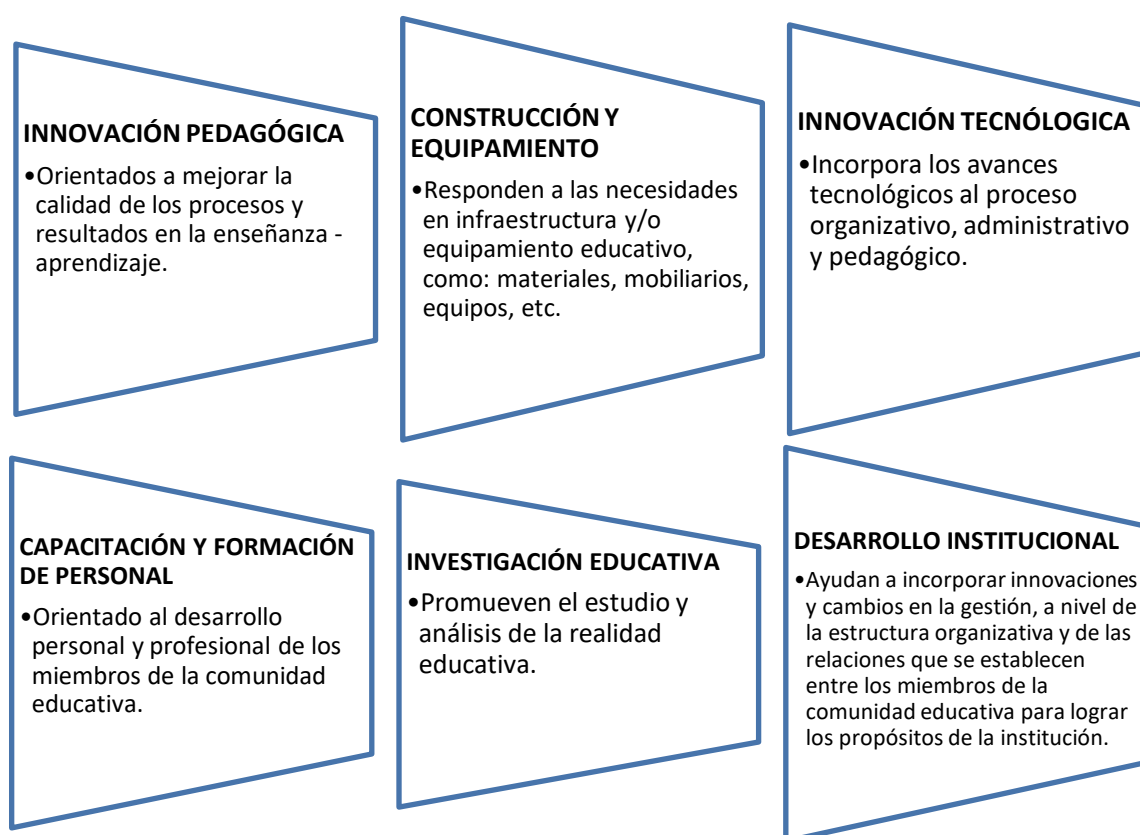 INNOVACIÓN PEDAGÓGICA
•Orientados a mejorar la
calidad de los procesos y
resultados en la enseñanza -
aprendizaje.
CONSTRUCCIÓN Y
EQUIPAMIENTO
•Responden a las necesidades
en infraestructura y/o
equipamiento educativo,
como: materiales, mobiliarios,
equipos, etc.
INNOVACIÓN TECNÓLOGICA
•Incorpora los avances
tecnológicos al proceso
organizativo, administrativo
y pedagógico.
CAPACITACIÓN Y FORMACIÓN
DE PERSONAL
•Orientado al desarrollo
personal y profesional de los
miembros de la comunidad
educativa.
INVESTIGACIÓN EDUCATIVA
•Promueven el estudio y
análisis de la realidad
educativa.
DESARROLLO INSTITUCIONAL
•Ayudan a incorporar innovaciones
y cambios en la gestión, a nivel de
la estructura organizativa y de las
relaciones que se establecen
entre los miembros de la
comunidad educativa para lograr
los propósitos de la institución.